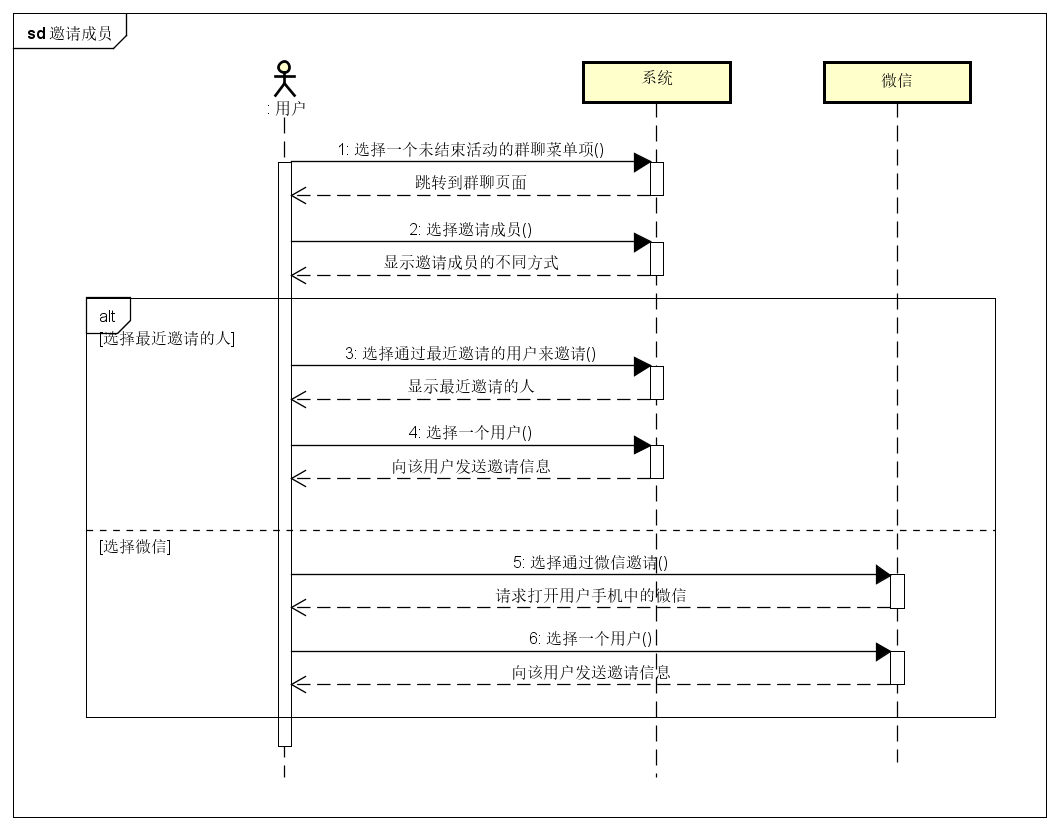 sd 邀请成员
: 用户
系统
微信
1: 选择一个未结束活动的群聊菜单项()
跳转到群聊页面
2: 选择邀请成员()
显示邀请成员的不同方式
alt
[选择最近邀请的人]
3: 选择通过最近邀请的用户来邀请()
显示最近邀请的人
4: 选择一个用户()
向该用户发送邀请信息
[选择微信]
5: 选择通过微信邀请()
请求打开用户手机中的微信
6: 选择一个用户()
向该用户发送邀请信息